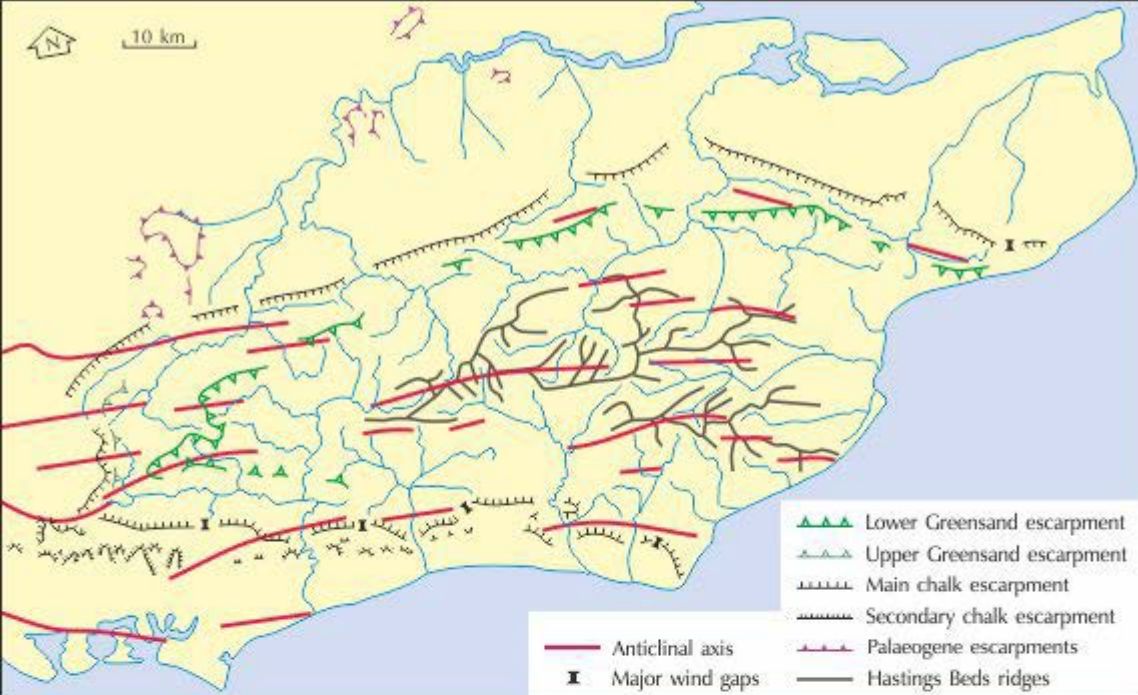 N
10 km
Lower Greensand escarpment
Upper Greensand escarpment
Main chalk escarpment
Secondary chalk escarpment
Palaeogene escarpments
Hastings Beds ridges
Anticlinal axis
Major wind gaps